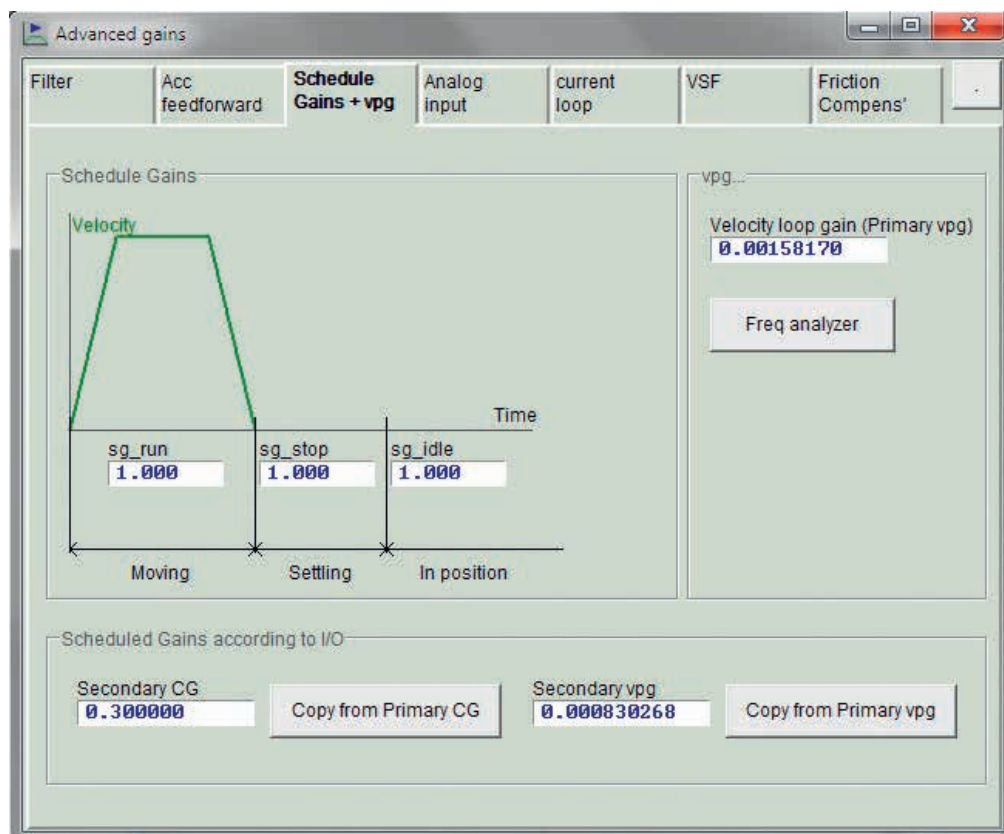 Advanced gains
Filter
Acc
feedforward
Schedule
Gains + vpg
Analog
input
current
loop
VSF
Friction
Compens'
.
Schedule Gains
Velocity
Time
sg_run
1.000
sg_stop
1.000
sg_idle
1.000
Moving
Settling
In position
vpg...
Velocity loop gain (Primary vpg)
0.00158170
Freq analyzer
Scheduled Gains according to I/O
Secondary CG
0.300000
Copy from Primary CG
Secondary vpg
0.000830268
Copy from Primary vpg